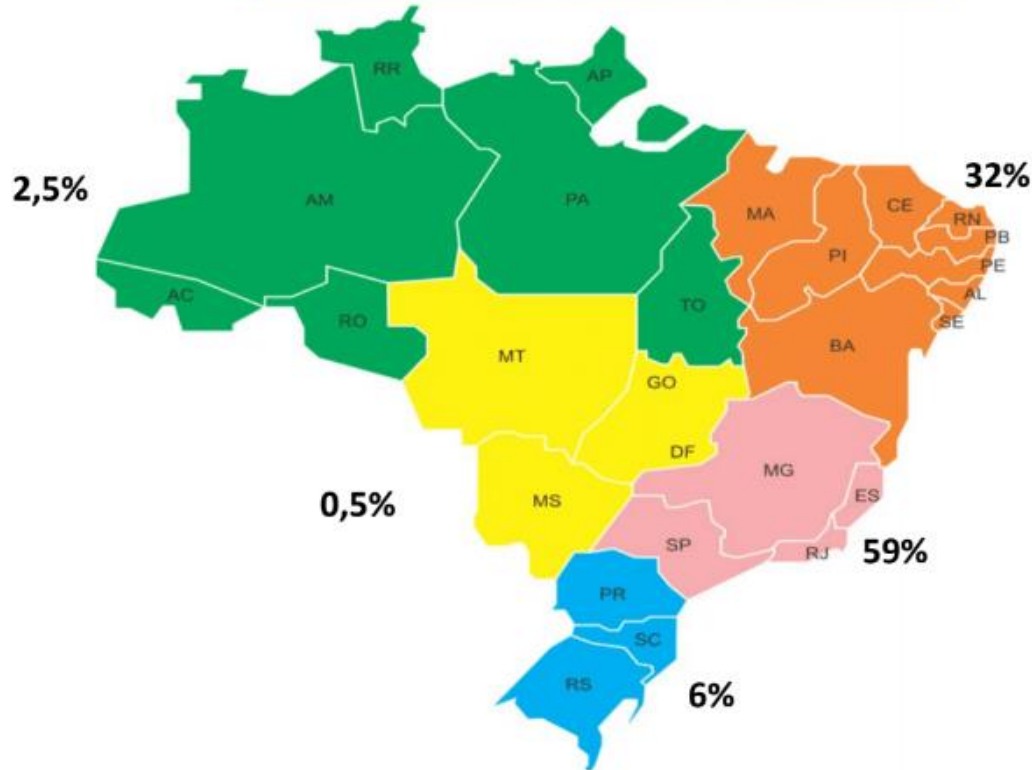 RR
AP
2,5%
32%
AM
PA
MA
CE
RN
PB
PI
PE
AC
AL
RO
TO
SE
MT
BA
GO
DF
MG
0,5%
MS
ES
SP
RJ
59%
PR
SC
RS
6%